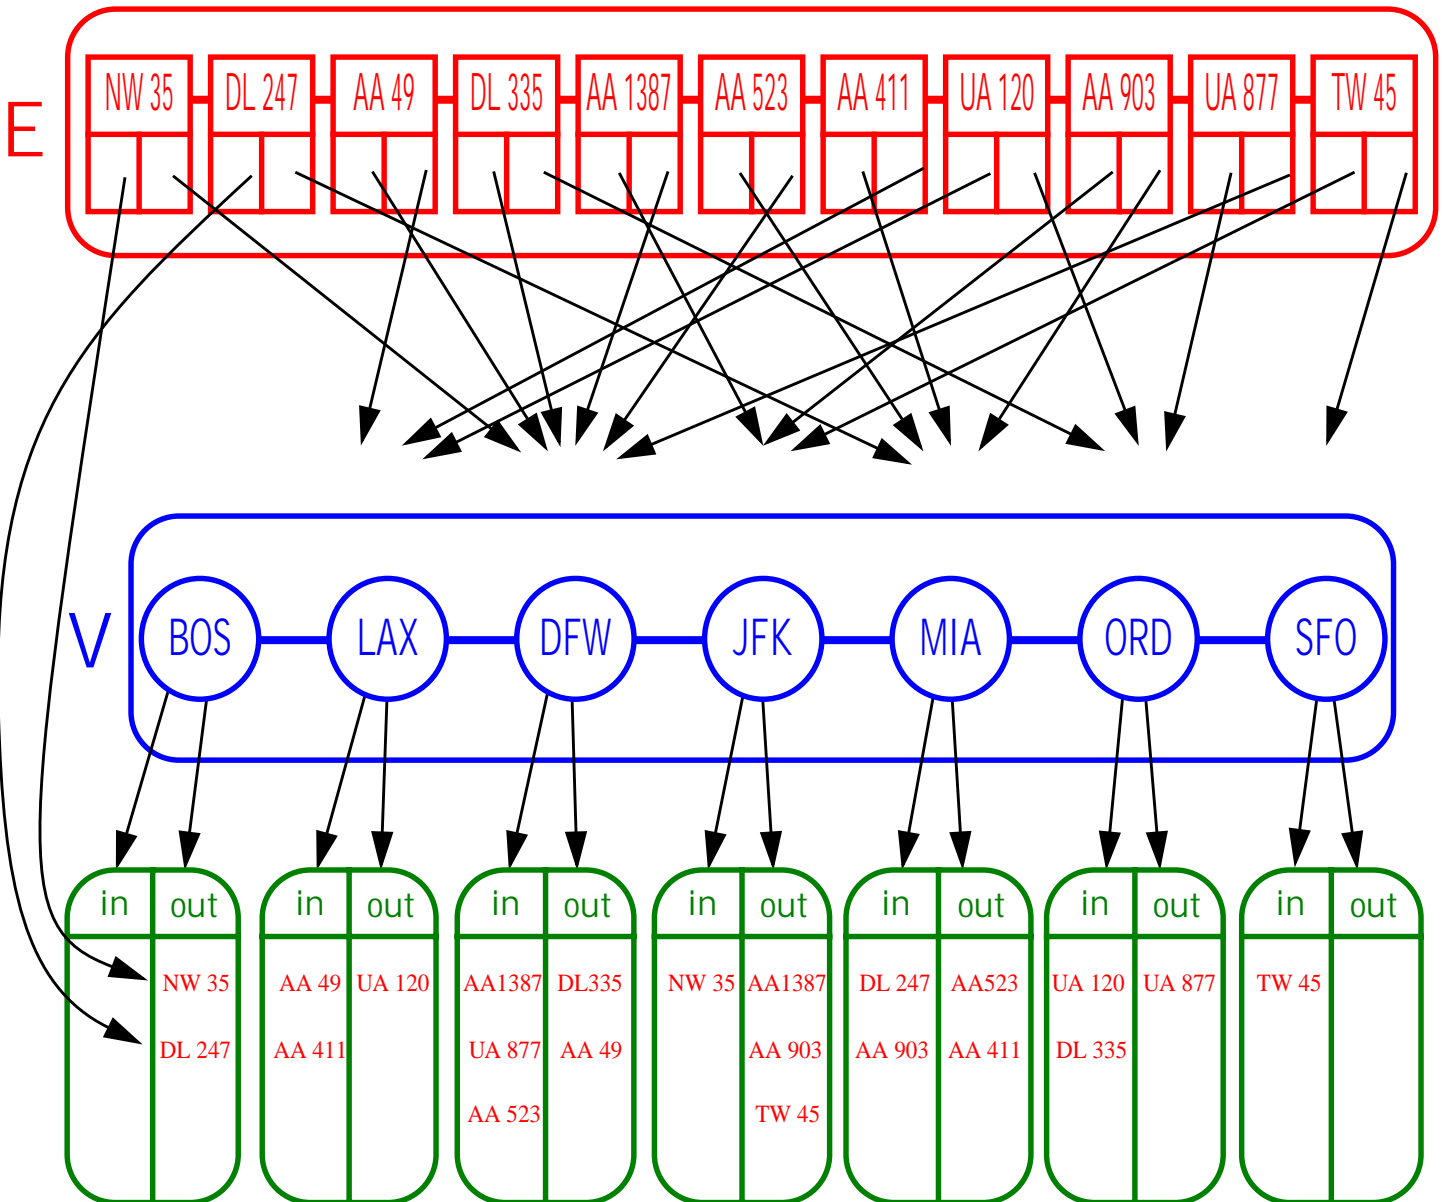 E
NW 35 DL 247 AA 49 DL 335 AA 1387 AA 523 AA 411 UA 120 AA 903 UA 877 TW 45
V
BOS LAX DFW JFK MIA ORD SFO
in out in out in out in out in out in out in out
NW 35 AA 49 UA 120 AA1387 DL335 NW 35 AA1387 DL 247 AA523 UA 120 UA 877 TW 45
DL 247 AA 411 UA 877 AA 49 AA 903 AA 903 AA 411 DL 335
AA 523 TW 45